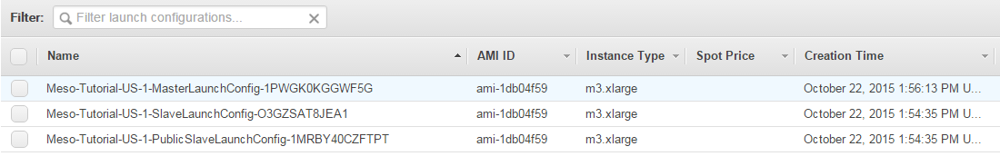 Filter: Filter launch configurations...
Name AMI ID Instance Type Spot Price Creation Time
Meso-Tutorial-US-1-MasterLaunchConfig-1PWGK0KGGWF5G ami-1db04f59 m3.xlarge October 22, 2015 1:56:13 PM U...
Meso-Tutorial-US-1-SlaveLaunchConfig-O3GZSAT8JEA1 ami-1db04f59 m3.xlarge October 22, 2015 1:54:35 PM U...
Meso-Tutorial-US-1-PublicSlaveLaunchConfig-1MRBY40CZFTPT ami-1db04f59 m3.xlarge October 22, 2015 1:54:35 PM U...